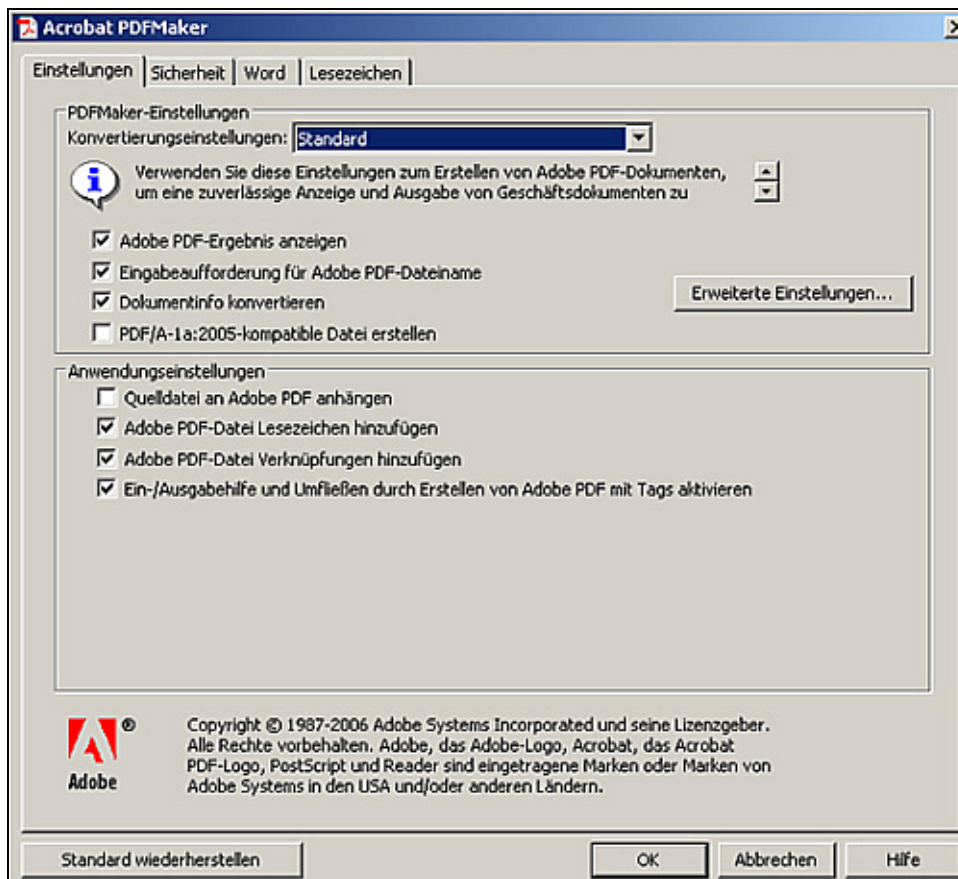 Acrobat PDFMaker
Einstellungen
Sicherheit
Word
Lesezeichen
PDFMaker-Einstellungen
Konvertierungseinstellungen: Standard
Verwenden Sie diese Einstellungen zum Erstellen von Adobe PDF-Dokumenten,
um eine zuverlässige Anzeige und Ausgabe von Geschäftsdokumenten zu
Adobe PDF-Ergebnis anzeigen
Eingabeaufforderung für Adobe PDF-Dateiname
Dokumentinfo konvertieren
Erweiterte Einstellungen...
PDF/A-1a:2005-kompatible Datei erstellen
Anwendungseinstellungen
Quelldatei an Adobe PDF anhängen
Adobe PDF-Datei Lesezeichen hinzufügen
Adobe PDF-Datei Verknüpfungen hinzufügen
Ein-/Ausgabehilfe und Umfließen durch Erstellen von Adobe PDF mit Tags aktivieren
Adobe
®
Copyright © 1987-2006 Adobe Systems Incorporated und seine Lizenzgeber.
Alle Rechte vorbehalten. Adobe, das Adobe-Logo, Acrobat, das Acrobat
PDF-Logo, PostScript und Reader sind eingetragene Marken oder Marken von
Adobe Systems in den USA und/oder anderen Ländern.
Standard wiederherstellen
OK
Abbrechen
Hilfe